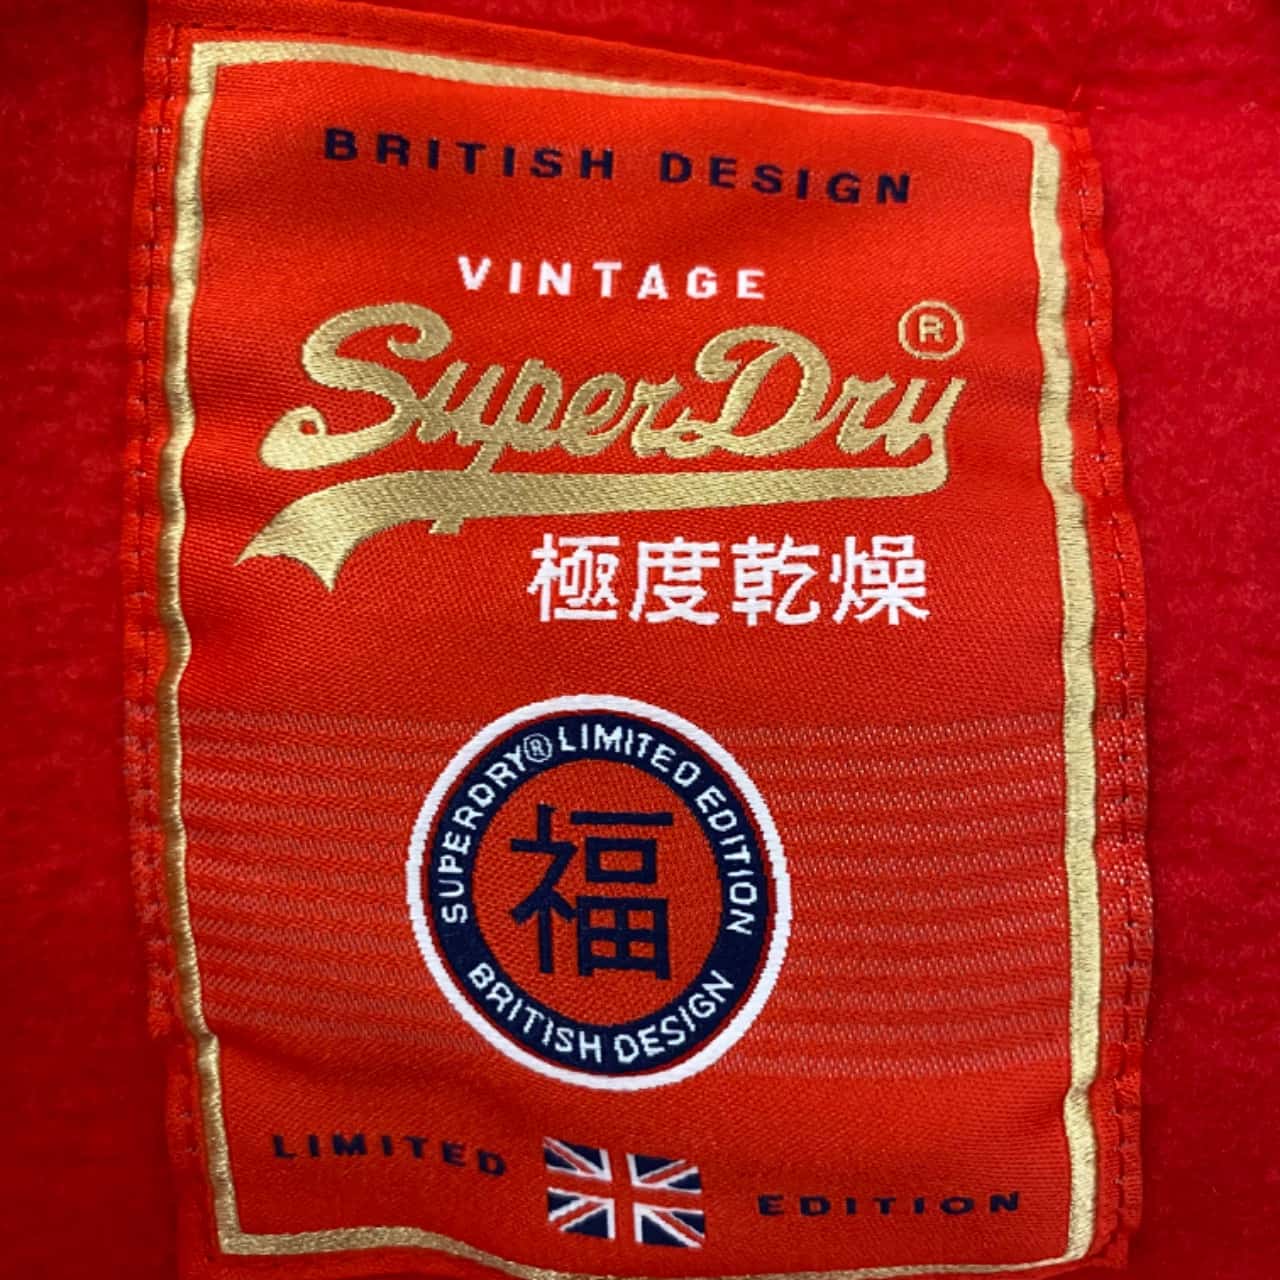 BRITISH DESIGN
VINTAGE
SuperDry®
極度乾燥
SUPERDRY® LIMITED EDITION
福
BRITISH DESIGN
LIMITED EDITION